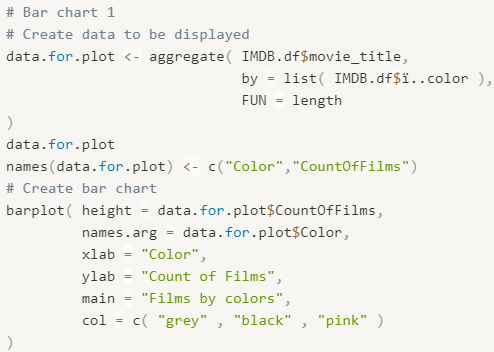 # Bar chart 1
# Create data to be displayed
data.for.plot <- aggregate( IMDB.df$movie_title,
by = list( IMDB.df$ï..color ),
FUN = length
)
data.for.plot
names(data.for.plot) <- c("Color","CountOfFilms")
# Create bar chart
barplot( height = data.for.plot$CountOfFilms,
names.arg = data.for.plot$Color,
xlab = "Color",
ylab = "Count of Films",
main = "Films by colors",
col = c( "grey" , "black" , "pink" )
)